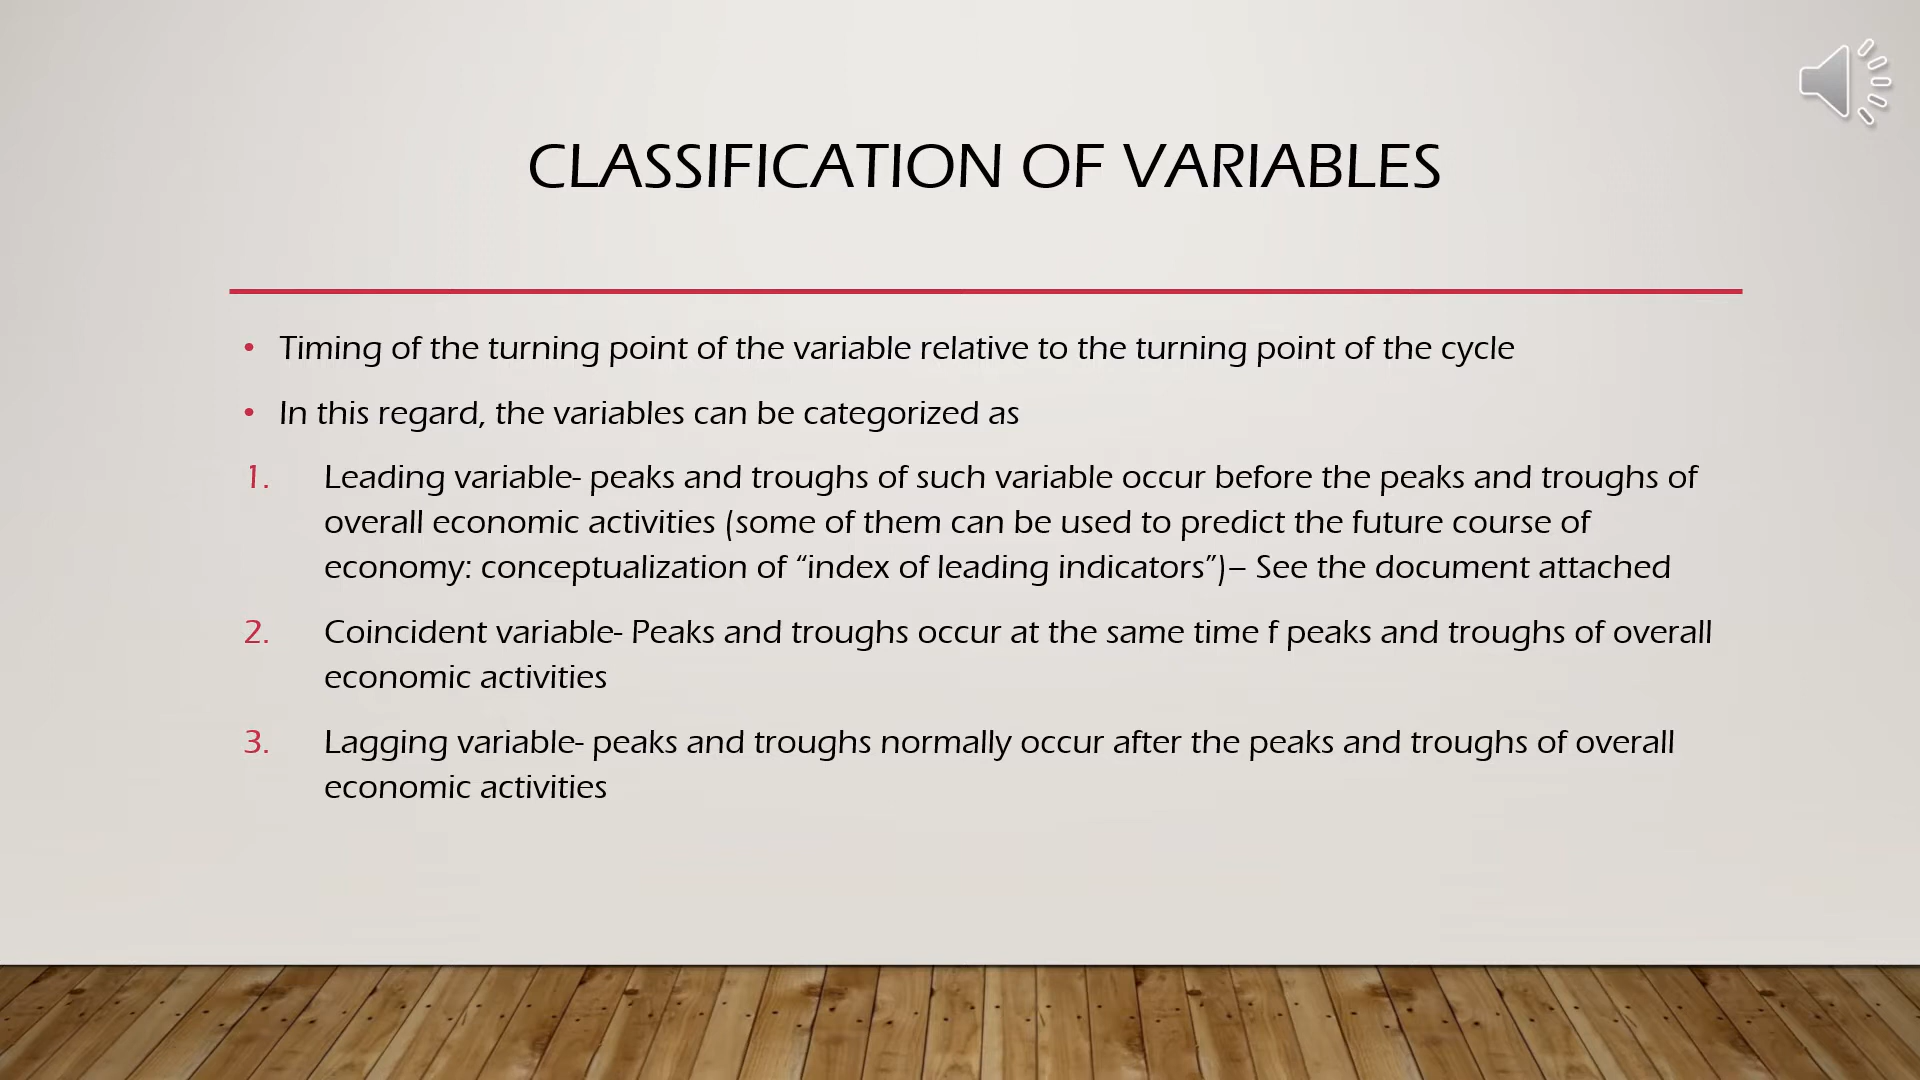 CLASSIFICATION OF VARIABLES
• Timing of the turning point of the variable relative to the turning point of the cycle
• In this regard, the variables can be categorized as
1. Leading variable- peaks and troughs of such variable occur before the peaks and troughs of
overall economic activities (some of them can be used to predict the future course of
economy: conceptualization of “index of leading indicators”)– See the document attached
2. Coincident variable- Peaks and troughs occur at the same time f peaks and troughs of overall
economic activities
3. Lagging variable- peaks and troughs normally occur after the peaks and troughs of overall
economic activities